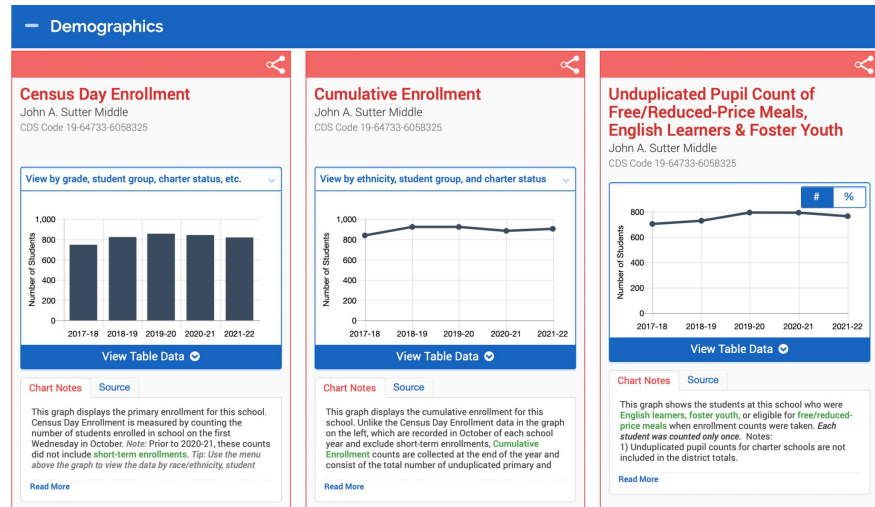 Demographics
Census Day Enrollment
John A. Sutter Middle
CDS Code 19-64733-6058325
View by grade, student group, charter status, etc.
1,000
800
600
400
200
0
Number of Students
2017-18 2018-19 2019-20 2020-21 2021-22
View Table Data
Chart Notes Source
This graph displays the primary enrollment for this school.
Census Day Enrollment is measured by counting the
number of students enrolled in school on the first
Wednesday in October. Note: Prior to 2020-21, these counts
did not include short-term enrollments. Tip: Use the menu
above the graph to view the data by race/ethnicity, student
Read More
Cumulative Enrollment
John A. Sutter Middle
CDS Code 19-64733-6058325
View by ethnicity, student group, and charter status
1,000
800
600
400
200
0
Number of Students
2017-18 2018-19 2019-20 2020-21 2021-22
View Table Data
Chart Notes Source
This graph displays the cumulative enrollment for this
school. Unlike the Census Day Enrollment data in the graph
on the left, which are recorded in October of each school
year and exclude short-term enrollments, Cumulative
Enrollment counts are collected at the end of the year and
consist of the total number of unduplicated primary and
Read More
Unduplicated Pupil Count of
Free/Reduced-Price Meals,
English Learners & Foster Youth
John A. Sutter Middle
CDS Code 19-64733-6058325
# %
800
600
400
200
0
Number of Students
2017-18 2018-19 2019-20 2020-21 2021-22
View Table Data
Chart Notes Source
This graph shows the students at this school who were
English learners, foster youth, or eligible for free/reduced-
price meals when enrollment counts were taken. Each
student was counted only once. Notes:
1) Unduplicated pupil counts for charter schools are not
included in the district totals.
Read More